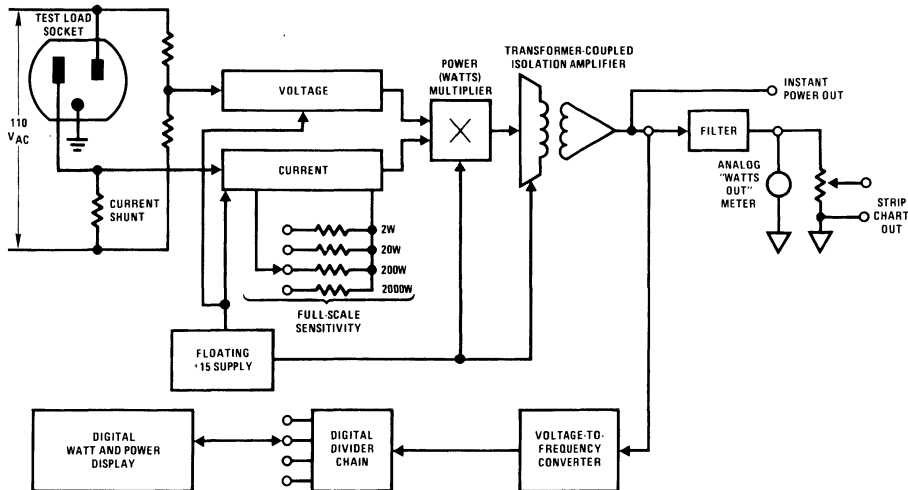 TEST LOAD
SOCKET
110
VAC
CURRENT
SHUNT
VOLTAGE
CURRENT
2W
20W
200W
2000W
FULL-SCALE
SENSITIVITY
FLOATING
+15 SUPPLY
POWER
(WATTS)
MULTIPLIER
TRANSFORMER-COUPLED
ISOLATION AMPLIFIER
INSTANT
POWER OUT
FILTER
ANALOG
"WATTS
OUT"
METER
STRIP
CHART
OUT
DIGITAL
WATT AND POWER
DISPLAY
DIGITAL
DIVIDER
CHAIN
VOLTAGE-TO-
FREQUENCY
CONVERTER